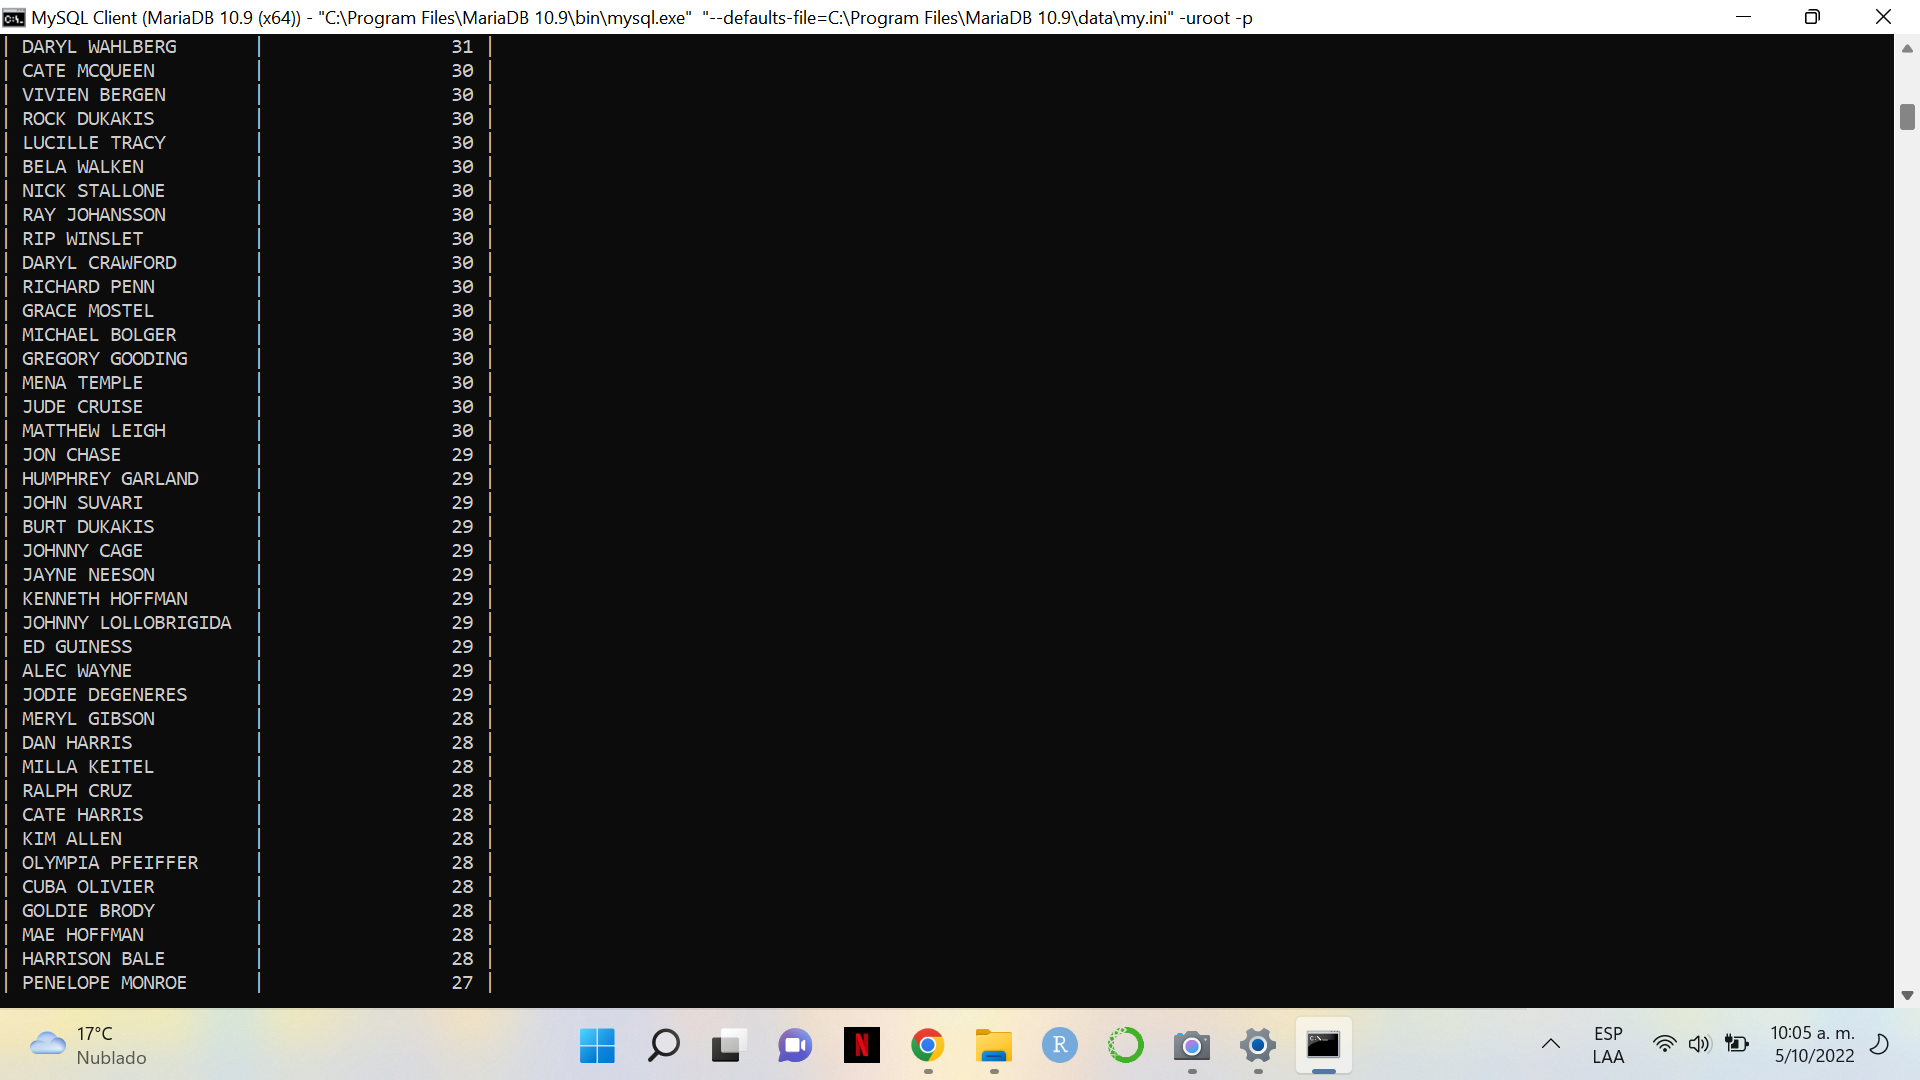 MySQL Client (MariaDB 10.9 (x64)) - "C:\Program Files\MariaDB 10.9\bin\mysql.exe"  "--defaults-file=C:\Program Files\MariaDB 10.9\data\my.ini" -uroot -p
| DARYL WAHLBERG | 31 |
| CATE MCQUEEN | 30 |
| VIVIEN BERGEN | 30 |
| ROCK DUKAKIS | 30 |
| LUCILLE TRACY | 30 |
| BELA WALKEN | 30 |
| NICK STALLONE | 30 |
| RAY JOHANSSON | 30 |
| RIP WINSLET | 30 |
| DARYL CRAWFORD | 30 |
| RICHARD PENN | 30 |
| GRACE MOSTEL | 30 |
| MICHAEL BOLGER | 30 |
| GREGORY GOODING | 30 |
| MENA TEMPLE | 30 |
| JUDE CRUISE | 30 |
| MATTHEW LEIGH | 30 |
| JON CHASE | 29 |
| HUMPHREY GARLAND | 29 |
| JOHN SUVARI | 29 |
| BURT DUKAKIS | 29 |
| JOHNNY CAGE | 29 |
| JAYNE NEESON | 29 |
| KENNETH HOFFMAN | 29 |
| JOHNNY LOLLOBRIGIDA | 29 |
| ED GUINESS | 29 |
| ALEC WAYNE | 29 |
| JODIE DEGENERES | 29 |
| MERYL GIBSON | 28 |
| DAN HARRIS | 28 |
| MILLA KEITEL | 28 |
| RALPH CRUZ | 28 |
| CATE HARRIS | 28 |
| KIM ALLEN | 28 |
| OLYMPIA PFEIFFER | 28 |
| CUBA OLIVIER | 28 |
| GOLDIE BRODY | 28 |
| MAE HOFFMAN | 28 |
| HARRISON BALE | 28 |
| PENELOPE MONROE | 27 |
17°C
Nublado
N
R
ESP
LAA
10:05 a. m.
5/10/2022